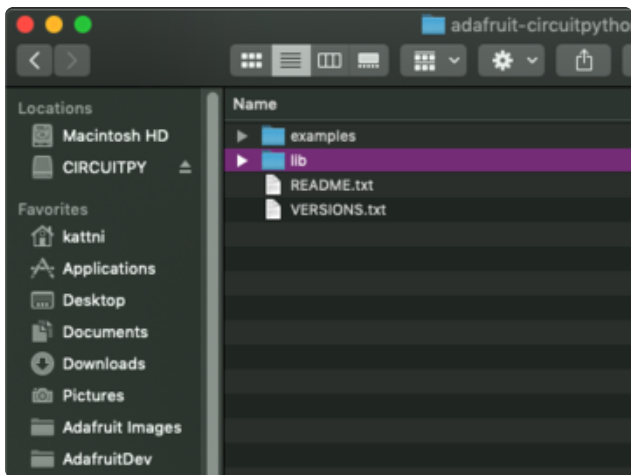 adafruit-circuitpytho
Locations
Macintosh HD
CIRCUITPY
Favorites
kattni
Applications
Desktop
Documents
Downloads
Pictures
Adafruit Images
AdafruitDev
Name
examples
lib
README.txt
VERSIONS.txt